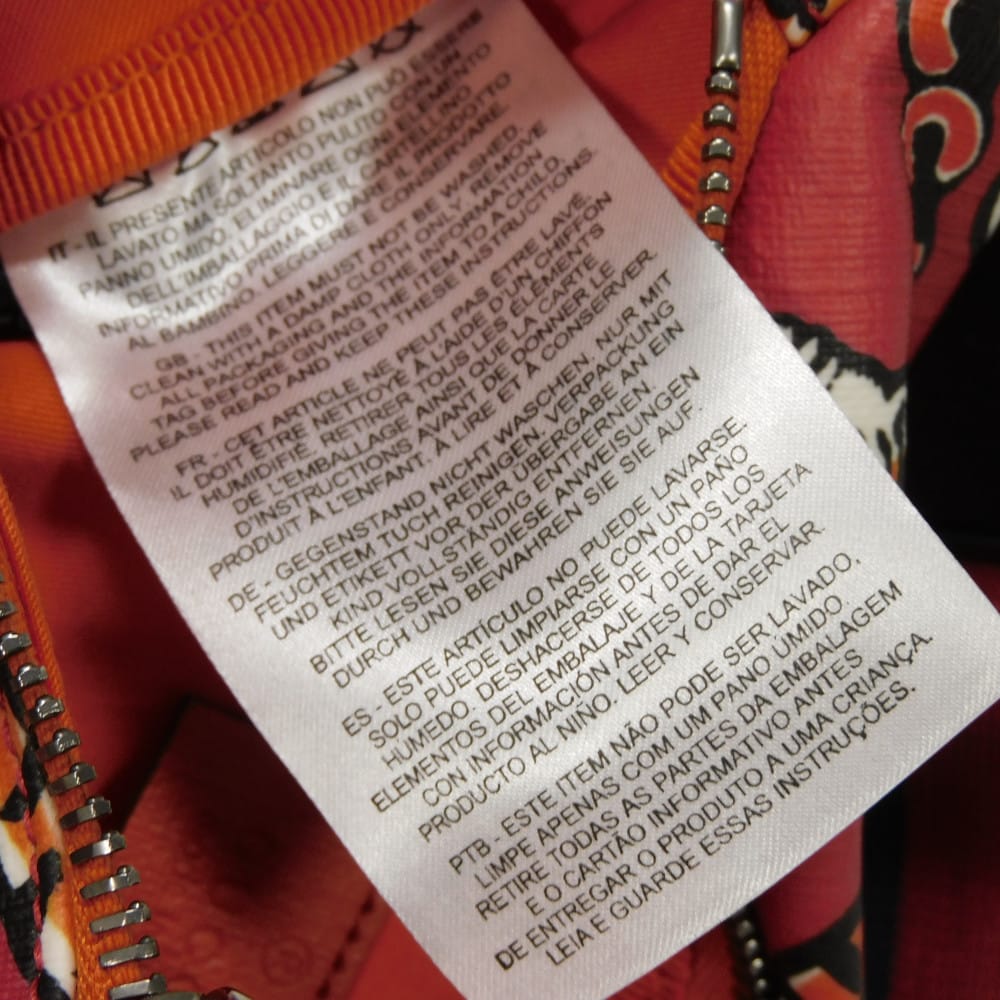 IT - IL PRESENTE ARTICOLO NON PUÒ ESSERE
LAVATO MA SOLTANTO PULITO CON UN
PANNO UMIDO. ELIMINARE OGNI ELEMENTO
DELL'IMBALLAGGIO E IL CARTELLINO
INFORMATIVO PRIMA DI DARE IL PRODOTTO
AL BAMBINO. LEGGERE E CONSERVARE.
GB - THIS ITEM MUST NOT BE WASHED.
CLEAN WITH A DAMP CLOTH ONLY. REMOVE
ALL PACKAGING AND THE INFORMATION
TAG BEFORE GIVING THE ITEM TO A CHILD.
PLEASE READ AND KEEP THESE INSTRUCTIONS.
FR - CET ARTICLE NE PEUT PAS ÊTRE LAVÉ,
IL DOIT ÊTRE NETTOYÉ À L'AIDE D'UN CHIFFON
HUMIDIFIÉ. RETIRER TOUS LES ÉLÉMENTS
DE L'EMBALLAGE AINSI QUE LA CARTE
D'INSTRUCTIONS AVANT DE DONNER LE
PRODUIT À L'ENFANT. À LIRE ET À CONSERVER.
DE - GEGENSTAND NICHT WASCHEN, NUR MIT
FEUCHTEM TUCH REINIGEN. VERPACKUNG
UND ETIKETT VOR DER ÜBERGABE AN EIN
KIND VOLLSTÄNDIG ENTFERNEN.
BITTE LESEN SIE DIESE ANWEISUNGEN
DURCH UND BEWAHREN SIE SIE AUF.
ES - ESTE ARTICULO NO PUEDE LAVARSE.
SOLO PUEDE LIMPIARSE CON UN PAÑO
HUMEDO. DESHACERSE DE TODOS LOS
ELEMENTOS DEL EMBALAJE Y DE LA TARJETA
CON INFORMACIÓN ANTES DE DAR EL
PRODUCTO AL NIÑO. LEER Y CONSERVAR.
PTB - ESTE ITEM NÃO PODE SER LAVADO,
LIMPE APENAS COM UM PANO ÚMIDO.
RETIRE TODAS AS PARTES DA EMBALAGEM
E O CARTÃO INFORMATIVO ANTES
DE ENTREGAR O PRODUTO A UMA CRIANÇA.
LEIA E GUARDE ESSAS INSTRUÇÕES.